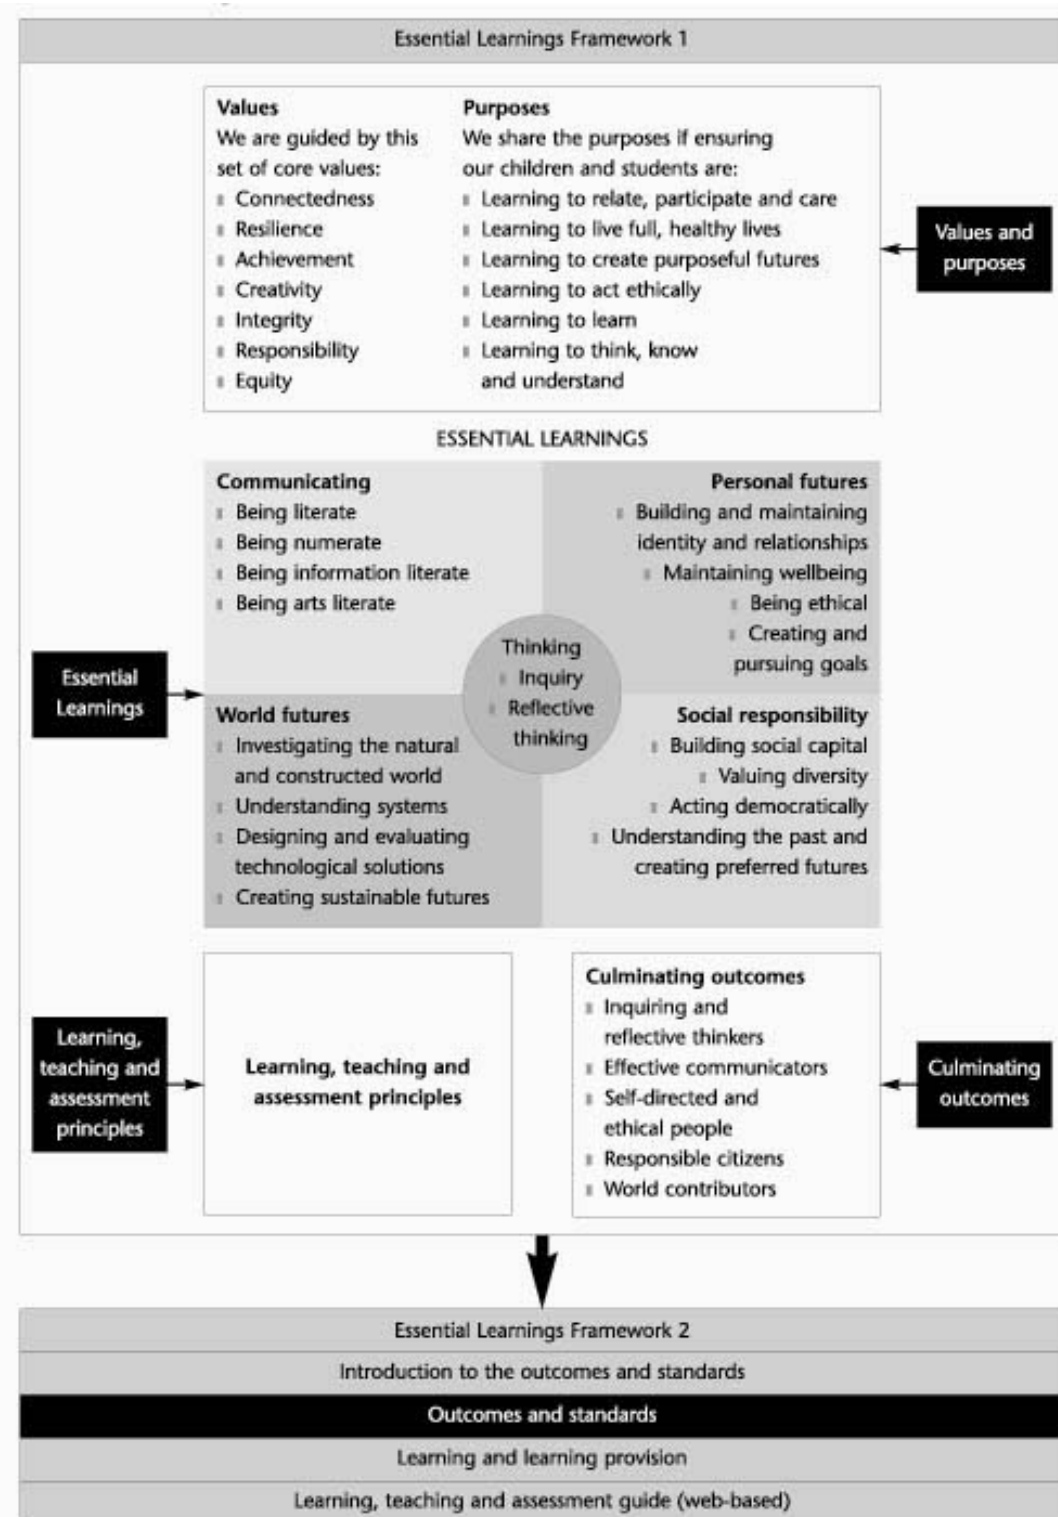 Essential Learnings Framework 1
Values
We are guided by this
set of core values:
Connectedness
Resilience
Achievement
Creativity
Integrity
Responsibility
Equity
Purposes
We share the purposes if ensuring
our children and students are:
Learning to relate, participate and care
Learning to live full, healthy lives
Learning to create purposeful futures
Learning to act ethically
Learning to learn
Learning to think, know
and understand
Values and
purposes
ESSENTIAL LEARNINGS
Essential
Learnings
Communicating
Being literate
Being numerate
Being information literate
Being arts literate
Personal futures
Building and maintaining
identity and relationships
Maintaining wellbeing
Being ethical
Creating and
pursuing goals
Thinking
Inquiry
Reflective
thinking
World futures
Investigating the natural
and constructed world
Understanding systems
Designing and evaluating
technological solutions
Creating sustainable futures
Social responsibility
Building social capital
Valuing diversity
Acting democratically
Understanding the past and
creating preferred futures
Learning,
teaching and
assessment
principles
Learning, teaching and
assessment principles
Culminating outcomes
Inquiring and
reflective thinkers
Effective communicators
Self-directed and
ethical people
Responsible citizens
World contributors
Culminating
outcomes
Essential Learnings Framework 2
Introduction to the outcomes and standards
Outcomes and standards
Learning and learning provision
Learning, teaching and assessment guide (web-based)